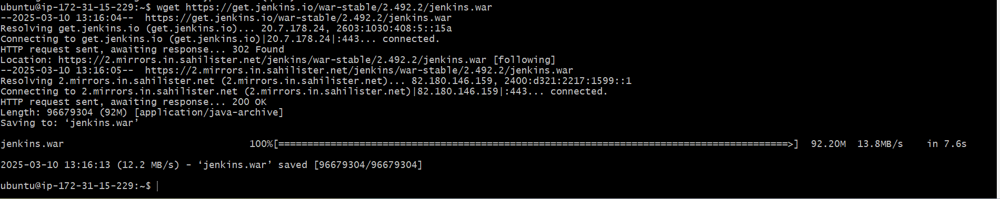 ubuntu@ip-172-31-15-229:~$ wget https://get.jenkins.io/war-stable/2.492.2/jenkins.war
--2025-03-10 13:16:04--  https://get.jenkins.io/war-stable/2.492.2/jenkins.war
Resolving get.jenkins.io (get.jenkins.io)... 20.7.178.24, 2603:1030:408:5::15a
Connecting to get.jenkins.io (get.jenkins.io)|20.7.178.24|:443... connected.
HTTP request sent, awaiting response... 302 Found
Location: https://2.mirrors.in.sahilister.net/jenkins/war-stable/2.492.2/jenkins.war [following]
--2025-03-10 13:16:05--  https://2.mirrors.in.sahilister.net/jenkins/war-stable/2.492.2/jenkins.war
Resolving 2.mirrors.in.sahilister.net (2.mirrors.in.sahilister.net)... 82.180.146.159, 2400:d321:2217:1599::1
Connecting to 2.mirrors.in.sahilister.net (2.mirrors.in.sahilister.net)|82.180.146.159|:443... connected.
HTTP request sent, awaiting response... 200 OK
Length: 96679304 (92M) [application/java-archive]
Saving to: ‘jenkins.war’
jenkins.war 100%[========================================================================================>] 92.20M 13.8MB/s in 7.6s
2025-03-10 13:16:13 (12.2 MB/s) - ‘jenkins.war’ saved [96679304/96679304]
ubuntu@ip-172-31-15-229:~$